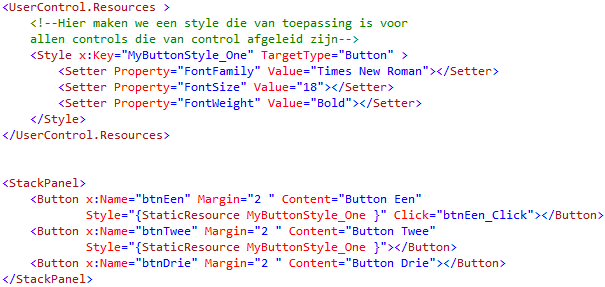 <UserControl.Resources >
<!--Hier maken we een style die van toepassing is voor
allen controls die van control afgeleid zijn-->
<Style x:Key="MyButtonStyle_One" TargetType="Button" >
<Setter Property="FontFamily" Value="Times New Roman"></Setter>
<Setter Property="FontSize" Value="18"></Setter>
<Setter Property="FontWeight" Value="Bold"></Setter>
</Style>
</UserControl.Resources>
<StackPanel>
<Button x:Name="btnEen" Margin="2 " Content="Button Een"
Style="{StaticResource MyButtonStyle_One }" Click="btnEen_Click"></Button>
<Button x:Name="btnTwee" Margin="2 " Content="Button Twee"
Style="{StaticResource MyButtonStyle_One }"></Button>
<Button x:Name="btnDrie" Margin="2 " Content="Button Drie"></Button>
</StackPanel>